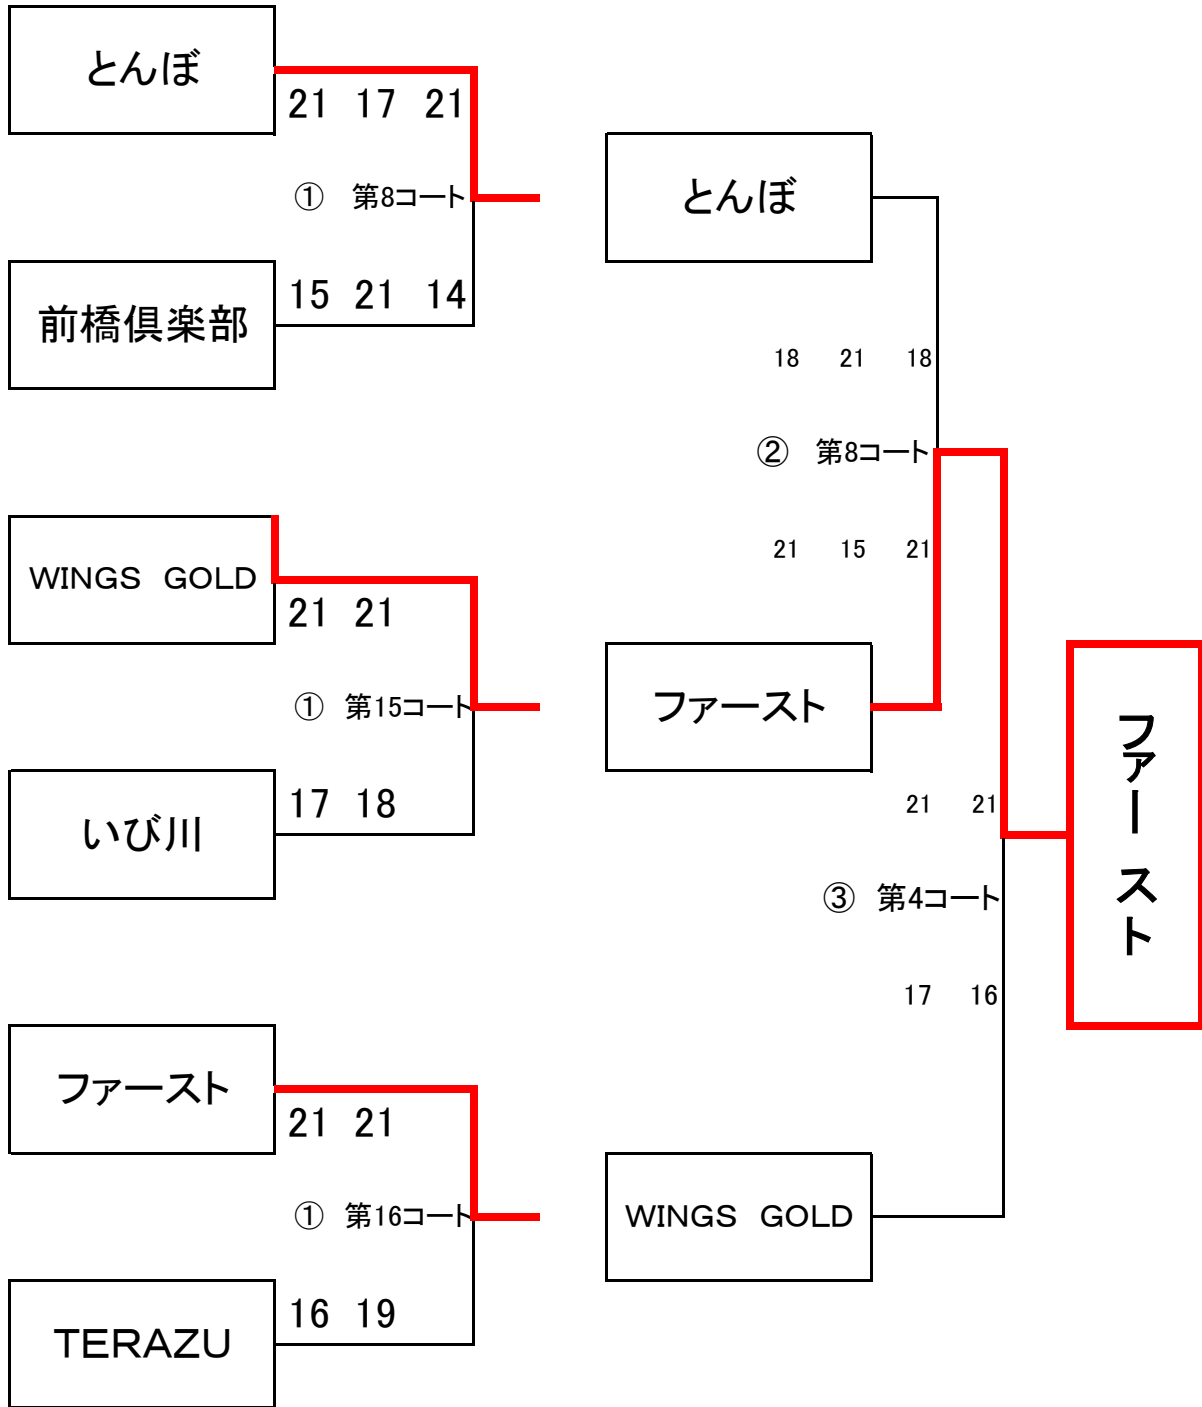 とんぼ
21 17 21
① 第8コート
前橋倶楽部
15 21 14
WINGS GOLD
21 21
① 第15コート
いび川
17 18
ファースト
21 21
① 第16コート
TERAZU
16 19
とんぼ
18 21 18
② 第8コート
21 15 21
ファースト
21 21
③ 第4コート
17 16
WINGS GOLD
ファースト